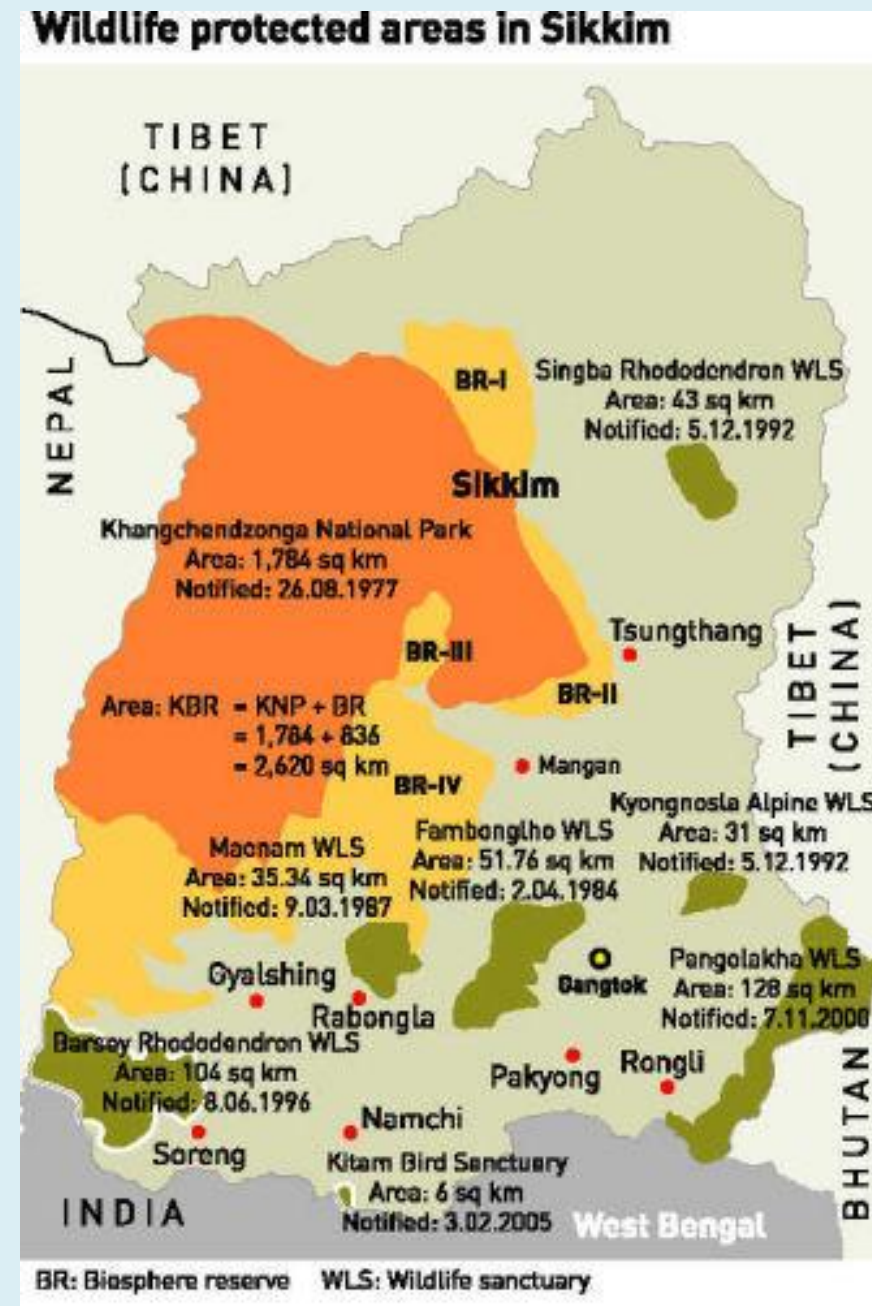 Wildlife protected areas in Sikkim
TIBET
(CHINA)
NEPAL
BR-I
Singba Rhododendron WLS
Area: 43 sq km
Notified: 5.12.1992
Sikkim
Khangchendzonga National Park
Area: 1,784 sq km
Notified: 26.08.1977
BR-III
Tsungthang
TIBET
(CHINA)
BR-II
Area: KBR = KNP + BR
= 1,784 + 836
= 2,620 sq km
Mangan
BR-IV
Kyongnosla Alpine WLS
Area: 31 sq km
Notified: 5.12.1992
Fambonglho WLS
Area: 51.76 sq km
Notified: 2.04.1984
Maenam WLS
Area: 35.34 sq km
Notified: 9.03.1987
Gyalshing
Rabongla
Gangtok
Pangolakha WLS
Area: 128 sq km
Notified: 7.11.2000
Barsey Rhododendron WLS
Area: 104 sq km
Notified: 8.06.1996
Pakyong
Rongli
Namchi
Soreng
Kitam Bird Sanctuary
Area: 6 sq km
Notified: 3.02.2005
INDIA
West Bengal
BHUTAN
BR: Biosphere reserve WLS: Wildlife sanctuary